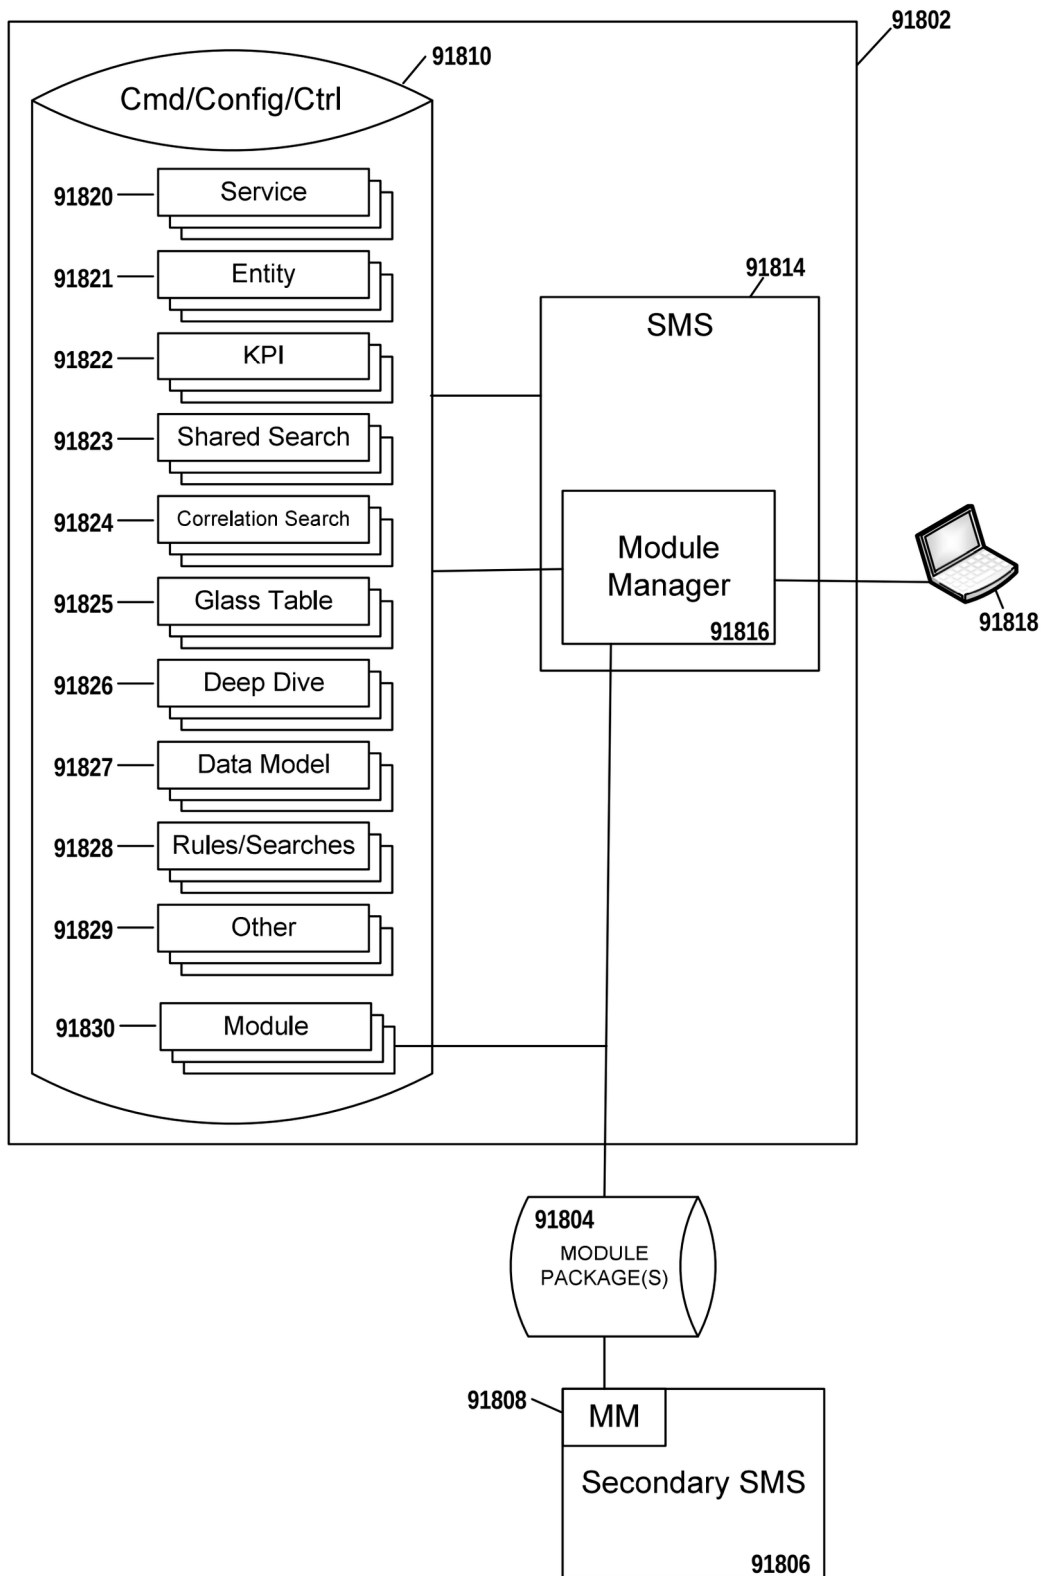 91802
91810
Cmd/Config/Ctrl
91820
Service
91821
Entity
91822
KPI
91823
Shared Search
91824
Correlation Search
91825
Glass Table
91826
Deep Dive
91827
Data Model
91828
Rules/Searches
91829
Other
91830
Module
91814
SMS
Module
Manager
91816
91818
91804
MODULE
PACKAGE(S)
91808
MM
Secondary SMS
91806